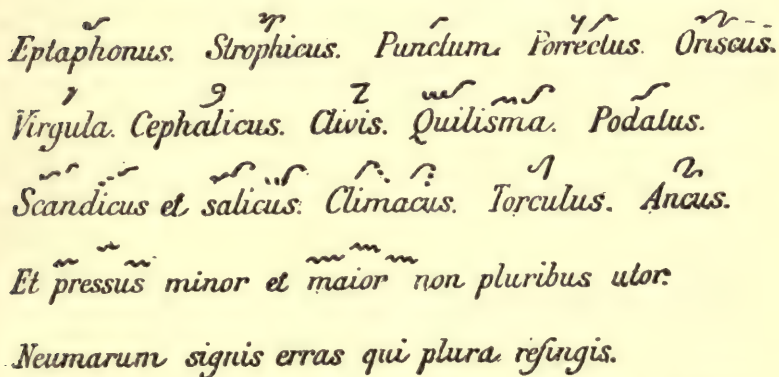 Eptaphonus. Strophicus. Punctum. Porrectus. Oriscus.
Virgula. Cephalicus. Clivis. Quilisma. Podatus.
Scandicus et salicus. Climacus. Torculus. Ancus.
Et pressus minor et maior non pluribus utor.
Neumarum signis erras qui plura refingis.